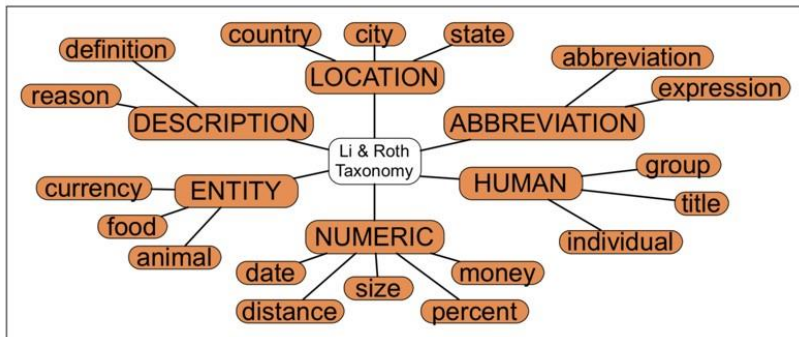 country
city
state
definition
abbreviation
LOCATION
expression
reason
DESCRIPTION
ABBREVIATION
Li & Roth
Taxonomy
group
currency
ENTITY
HUMAN
title
food
animal
NUMERIC
individual
date
size
money
distance
percent